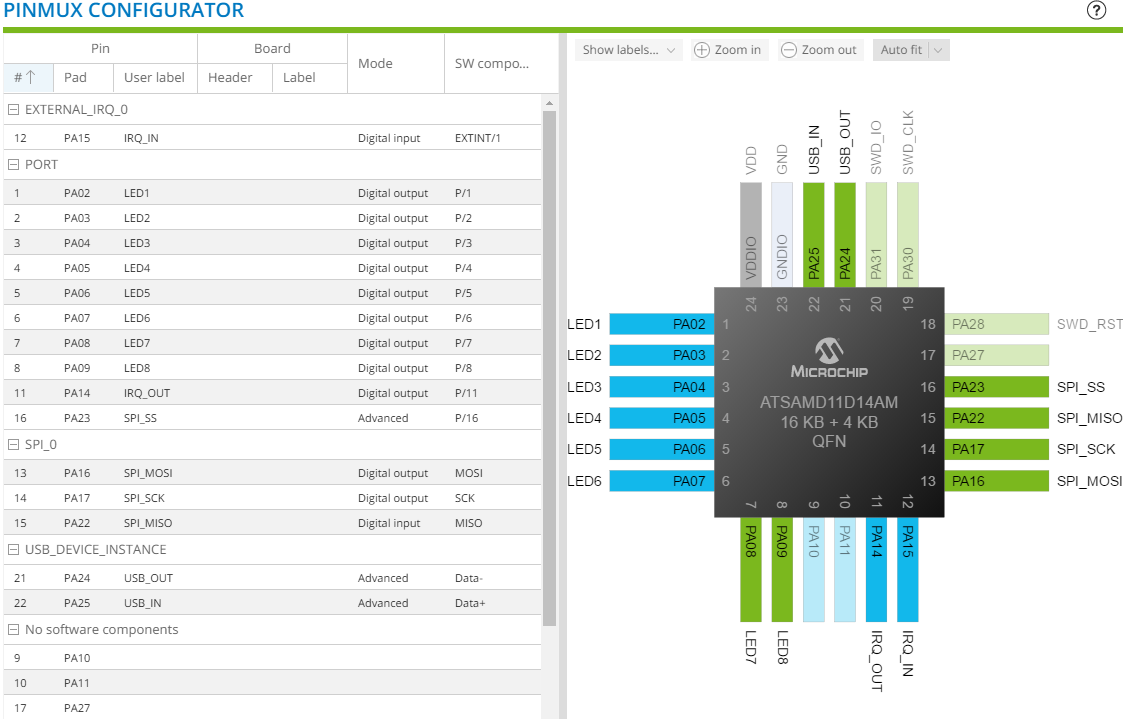 PINMUX CONFIGURATOR ?
Pin Board Mode SW compo...
# Pad User label Header Label
EXTERNAL_IRQ_0
12 PA15 IRQ_IN Digital input EXTINT/1
PORT
1 PA02 LED1 Digital output P/1
2 PA03 LED2 Digital output P/2
3 PA04 LED3 Digital output P/3
4 PA05 LED4 Digital output P/4
5 PA06 LED5 Digital output P/5
6 PA07 LED6 Digital output P/6
7 PA08 LED7 Digital output P/7
8 PA09 LED8 Digital output P/8
11 PA14 IRQ_OUT Digital output P/11
16 PA23 SPI_SS Advanced P/16
SPI_0
13 PA16 SPI_MOSI Digital output MOSI
14 PA17 SPI_SCK Digital output SCK
15 PA22 SPI_MISO Digital input MISO
USB_DEVICE_INSTANCE
21 PA24 USB_OUT Advanced Data-
22 PA25 USB_IN Advanced Data+
No software components
9 PA10
10 PA11
17 PA27
Show labels... Zoom in Zoom out Auto fit
VDD GND USB_IN USB_OUT SWD_IO SWD_CLK
VDDIO GNDIO PA25 PA24 PA31 PA30
24 23 22 21 20 19
LED1 PA02 1 18 PA28 SWD_RST
LED2 PA03 2 17 PA27
LED3 PA04 3 16 PA23 SPI_SS
LED4 PA05 4 15 PA22 SPI_MISO
LED5 PA06 5 14 PA17 SPI_SCK
LED6 PA07 6 13 PA16 SPI_MOSI
MICROCHIP
ATSAMD11D14AM
16 KB + 4 KB
QFN
7 8 9 10 11 12
PA08 PA09 PA10 PA11 PA14 PA15
LED7 LED8 IRQ_OUT IRQ_IN